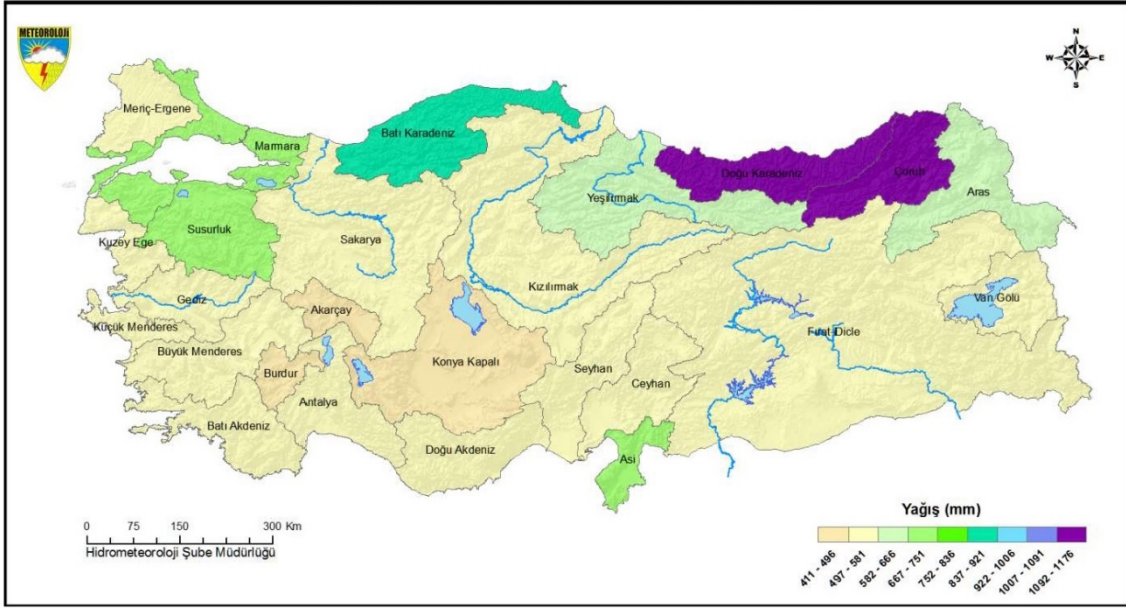 METEOROLOJİ
N
W E
S
Meriç-Ergene
Marmara
Batı Karadeniz
Doğu Karadeniz
Çoruh
Yeşilırmak
Aras
Susurluk
Kuzey Ege
Sakarya
Kızılırmak
Gediz
Van Gölü
Akarçay
Küçük Menderes
Fırat-Dicle
Büyük Menderes
Konya Kapalı
Burdur
Seyhan
Ceyhan
Antalya
Batı Akdeniz
Doğu Akdeniz
Asi
Yağış (mm)
0 75 150 300 Km
Hidrometeoroloji Şube Müdürlüğü
411 - 496
497 - 581
582 - 666
667 - 751
752 - 836
837 - 921
922 - 1006
1007 - 1091
1092 - 1176